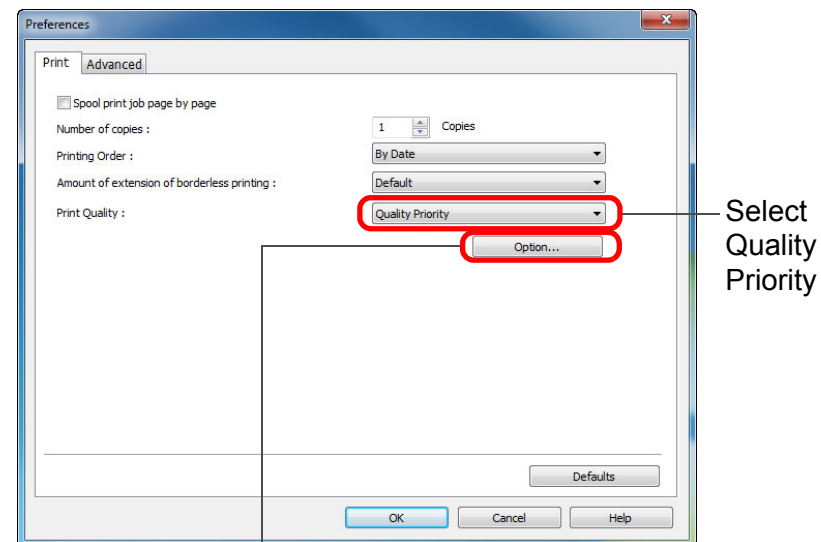 Preferences
Print Advanced
Spool print job page by page
Number of copies : 1 Copies
Printing Order : By Date
Amount of extension of borderless printing : Default
Print Quality : Quality Priority
Option...
Select
Quality
Priority
Defaults
OK Cancel Help